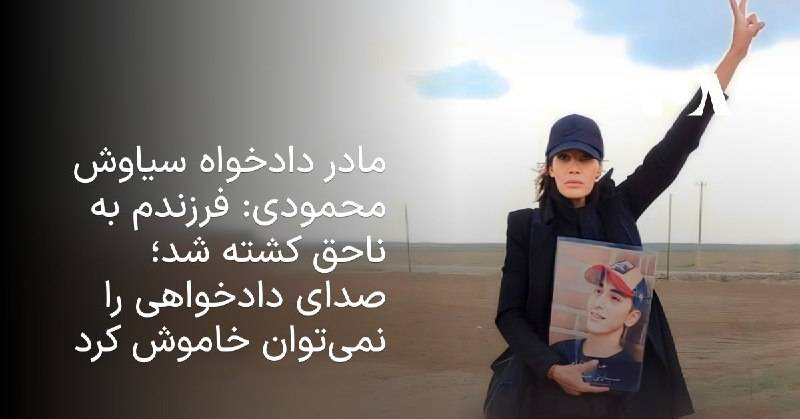 مادر دادخواه سیاوش
محمودی: فرزندم به
ناحق کشته شد؛
صدای دادخواهی را
نمی‌توان خاموش کرد